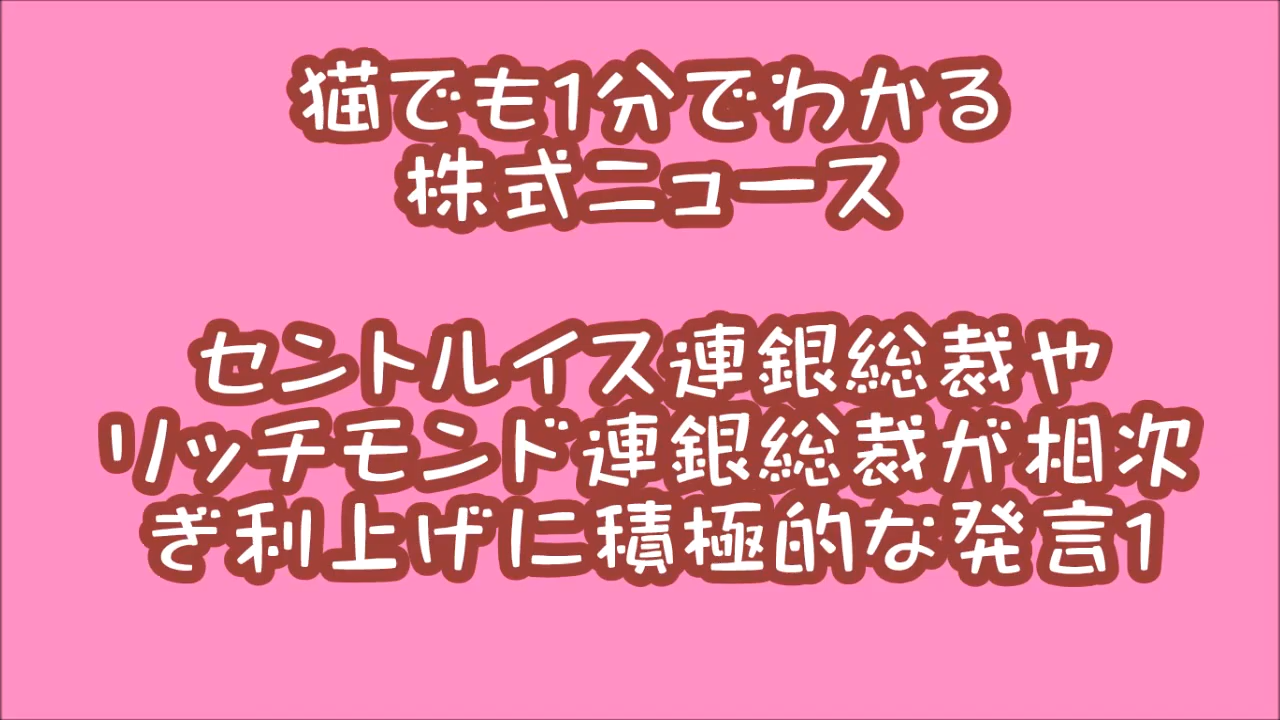 猫でも1分でわかる
株式ニュース
セントルイス連銀総裁や
リッチモンド連銀総裁が相次
ぎ利上げに積極的な発言1